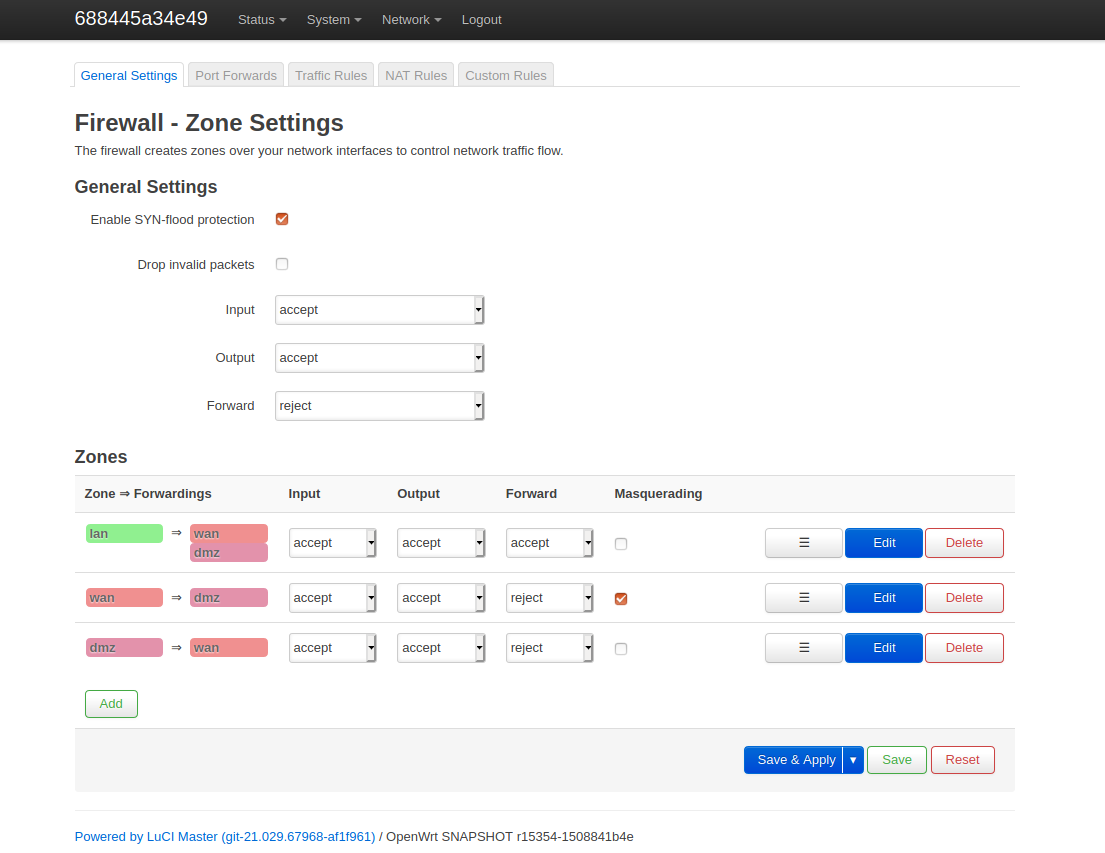 688445a34e49 Status System Network Logout
General Settings Port Forwards Traffic Rules NAT Rules Custom Rules
Firewall - Zone Settings
The firewall creates zones over your network interfaces to control network traffic flow.
General Settings
Enable SYN-flood protection
Drop invalid packets
Input accept
Output accept
Forward reject
Zones
Zone ⇒ Forwardings Input Output Forward Masquerading
lan ⇒ wan accept accept accept ☰ Edit Delete
dmz
wan ⇒ dmz accept accept reject ☰ Edit Delete
dmz ⇒ wan accept accept reject ☰ Edit Delete
Add
Save & Apply ▾ Save Reset
Powered by LuCI Master (git-21.029.67968-af1f961) / OpenWrt SNAPSHOT r15354-1508841b4e